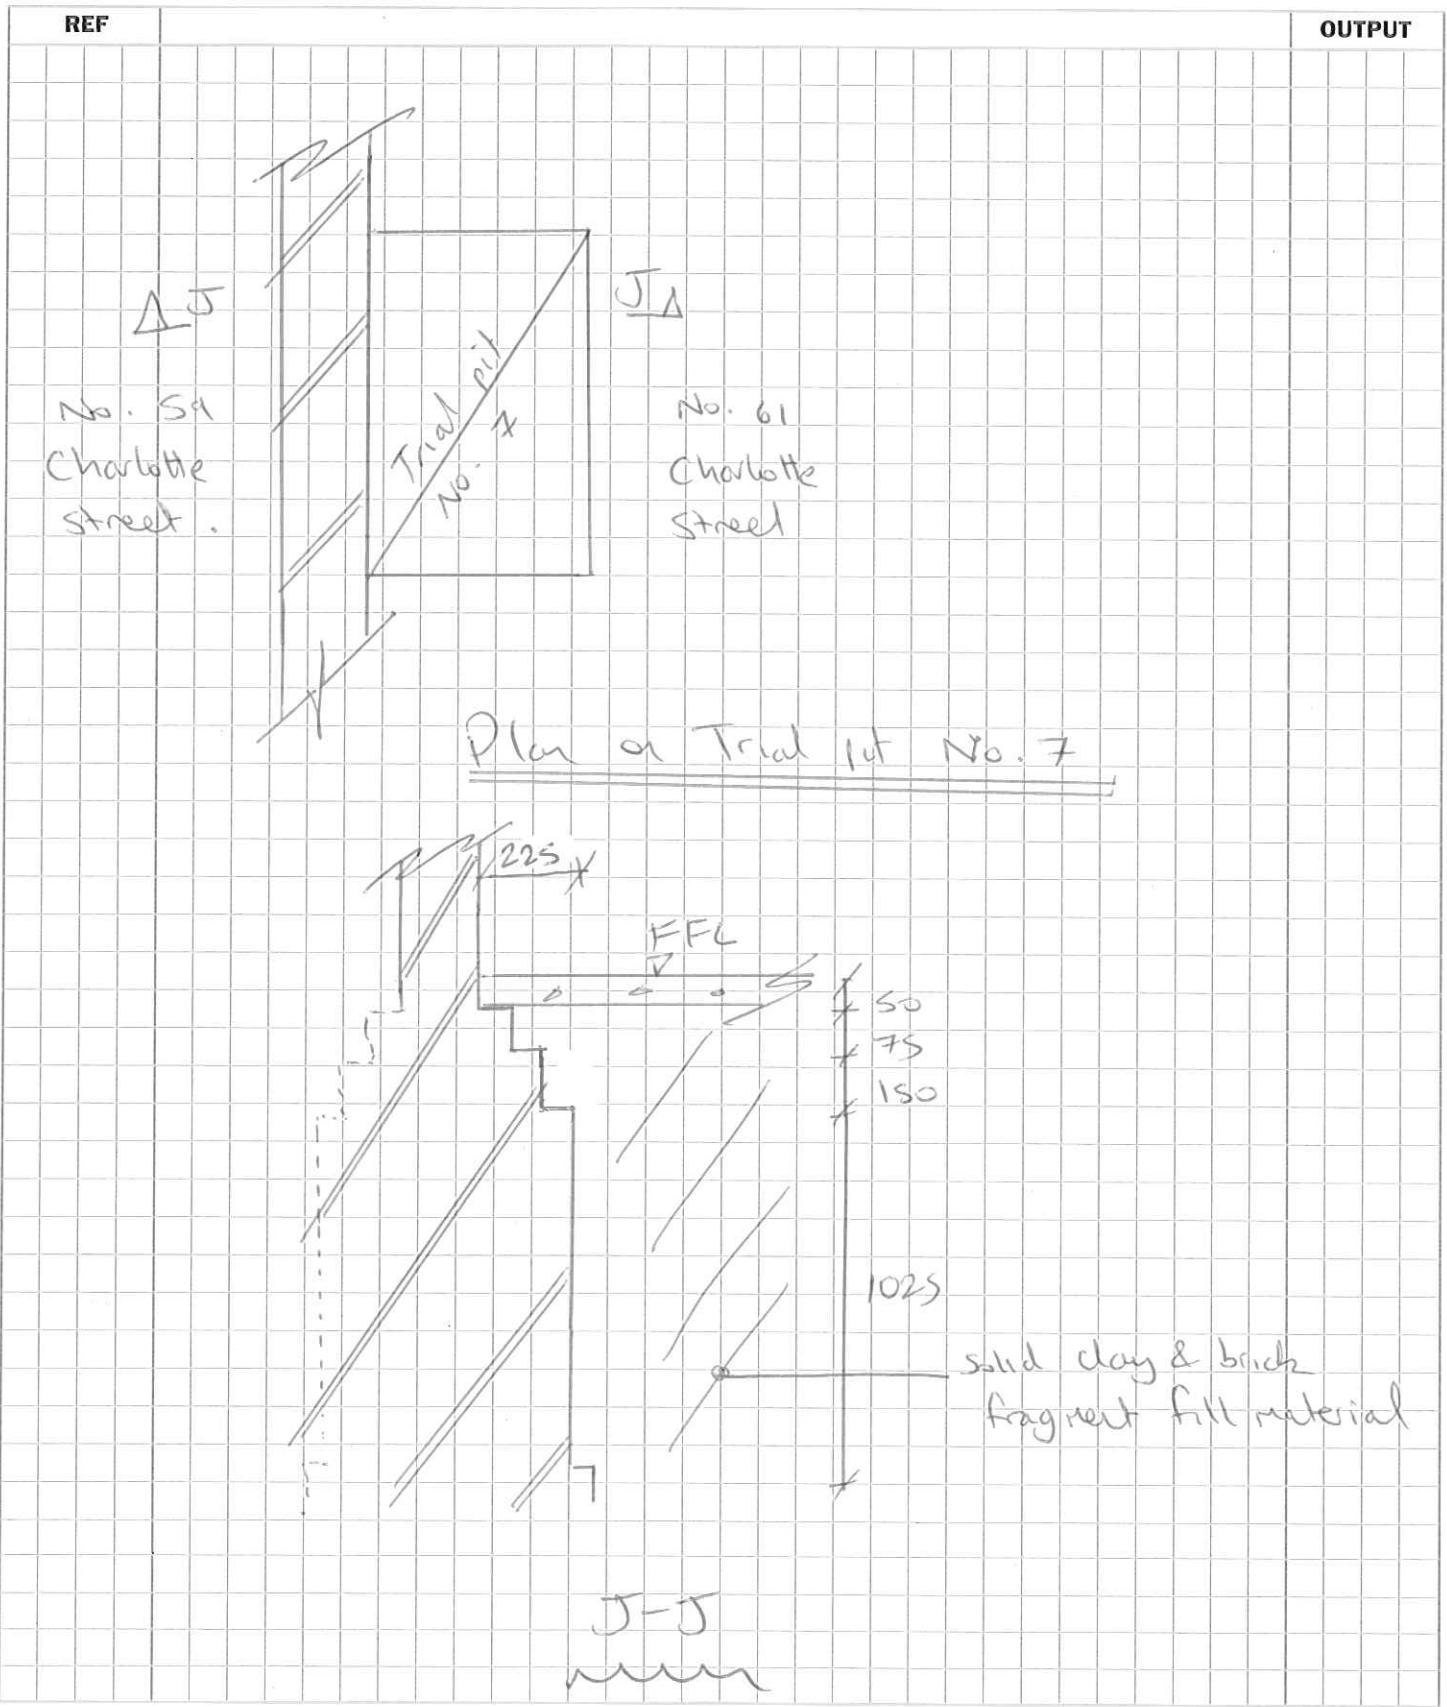 REF
OUTPUT
J
J
No. 59
Charlotte
street.
Trial pit
No. 7
No. 61
Charlotte
Street
Plan on Trial pit No. 7
225
FFL
50
75
150
1025
solid clay & brick
fragment fill material
J-J